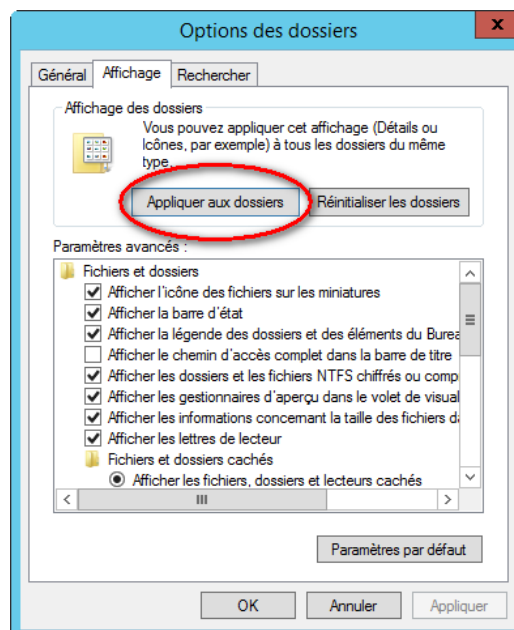 Options des dossiers
x
Général Affichage Rechercher
Affichage des dossiers
Vous pouvez appliquer cet affichage (Détails ou
Icônes, par exemple) à tous les dossiers du même
type.
Appliquer aux dossiers Réinitialiser les dossiers
Paramètres avancés :
Fichiers et dossiers
Afficher l'icône des fichiers sur les miniatures
Afficher la barre d'état
Afficher la légende des dossiers et des éléments du Burea
Afficher le chemin d'accès complet dans la barre de titre
Afficher les dossiers et les fichiers NTFS chiffrés ou comp
Afficher les gestionnaires d'aperçu dans le volet de visual
Afficher les informations concernant la taille des fichiers da
Afficher les lettres de lecteur
Fichiers et dossiers cachés
Afficher les fichiers, dossiers et lecteurs cachés
Paramètres par défaut
OK Annuler Appliquer